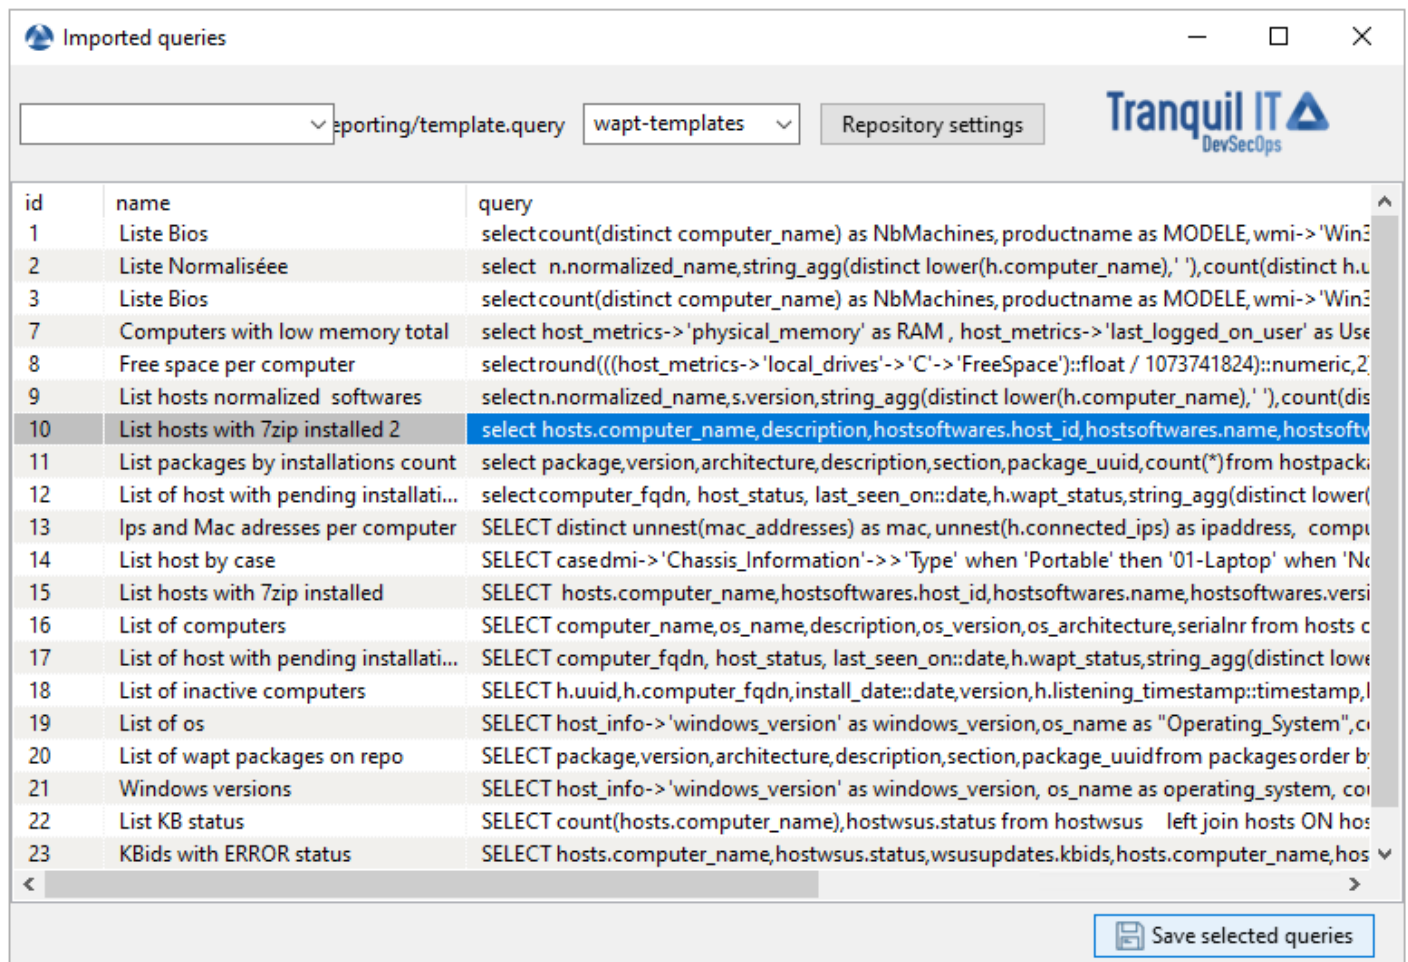 Imported queries
eporting/template.query wapt-templates Repository settings Tranquil IT
DevSecOps
id name query
1 Liste Bios select count(distinct computer_name) as NbMachines, productname as MODELE, wmi->'Win3
2 Liste Normaliséee select n.normalized_name,string_agg(distinct lower(h.computer_name),' '),count(distinct h.u
3 Liste Bios select count(distinct computer_name) as NbMachines, productname as MODELE, wmi->'Win3
7 Computers with low memory total select host_metrics->'physical_memory' as RAM , host_metrics->'last_logged_on_user' as Use
8 Free space per computer select round(((host_metrics->'local_drives'->'C'->'FreeSpace')::float / 1073741824)::numeric,2)
9 List hosts normalized softwares select n.normalized_name,s.version,string_agg(distinct lower(h.computer_name),' '),count(dis
10 List hosts with 7zip installed 2 select hosts.computer_name,description,hostsoftwares.host_id,hostsoftwares.name,hostsoftw
11 List packages by installations count select package,version,architecture,description,section,package_uuid,count(*) from hostpacka
12 List of host with pending installati... select computer_fqdn, host_status, last_seen_on::date,h.wapt_status,string_agg(distinct lower(
13 Ips and Mac adresses per computer SELECT distinct unnest(mac_addresses) as mac,unnest(h.connected_ips) as ipaddress, compu
14 List host by case SELECT case dmi->'Chassis_Information'->>'Type' when 'Portable' then '01-Laptop' when 'No
15 List hosts with 7zip installed SELECT hosts.computer_name,hostsoftwares.host_id,hostsoftwares.name,hostsoftwares.versi
16 List of computers SELECT computer_name,os_name,description,os_version,os_architecture,serialnr from hosts o
17 List of host with pending installati... SELECT computer_fqdn, host_status, last_seen_on::date,h.wapt_status,string_agg(distinct lowe
18 List of inactive computers SELECT h.uuid,h.computer_fqdn,install_date::date,version,h.listening_timestamp::timestamp,
19 List of os SELECT host_info->'windows_version' as windows_version,os_name as "Operating_System",c
20 List of wapt packages on repo SELECT package,version,architecture,description,section,package_uuid from packages order b
21 Windows versions SELECT host_info->'windows_version' as windows_version, os_name as operating_system, cou
22 List KB status SELECT count(hosts.computer_name),hostwsus.status from hostwsus left join hosts ON hos
23 KBids with ERROR status SELECT hosts.computer_name,hostwsus.status,wsusupdates.kbids,hosts.computer_name,hos
Save selected queries